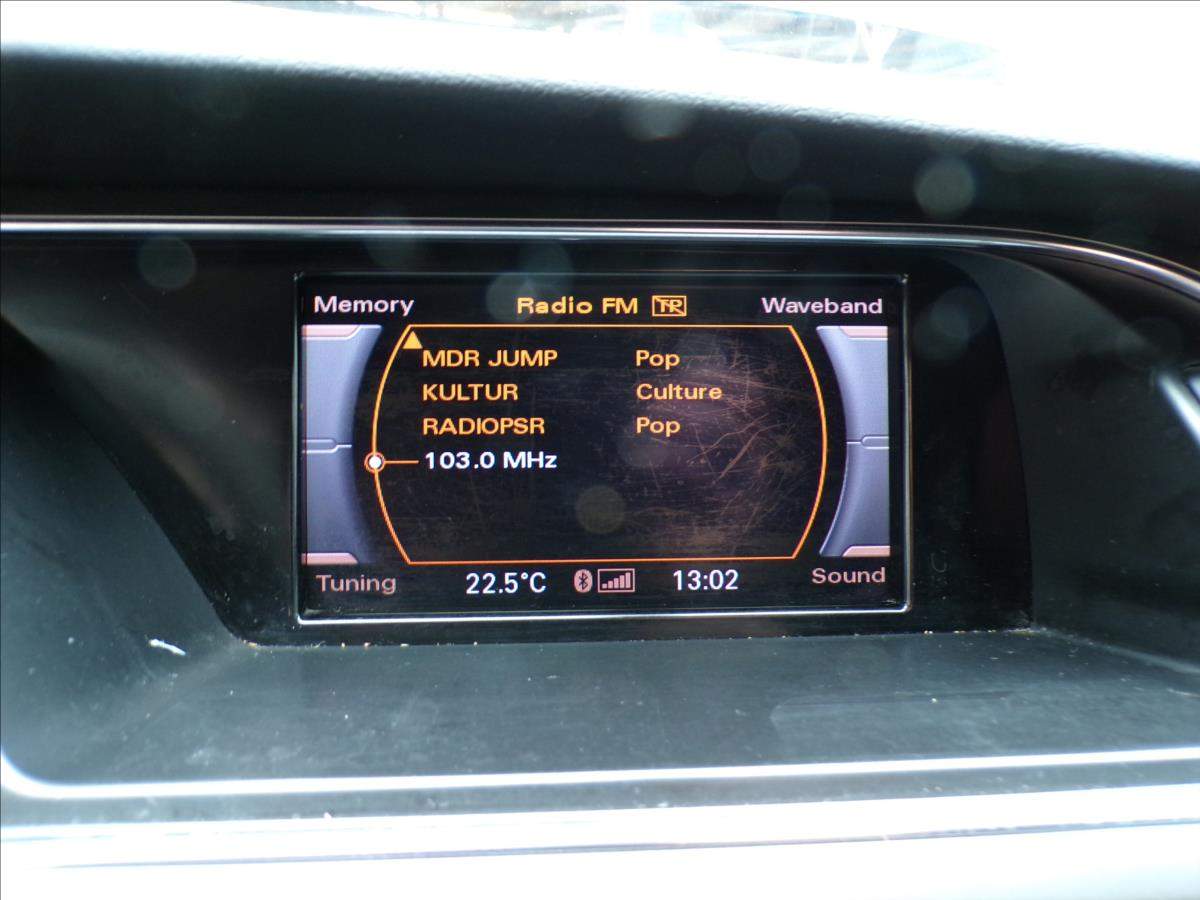 Memory Radio FM TP Waveband
MDR JUMP Pop
KULTUR Culture
RADIOPSR Pop
103.0 MHz
Tuning 22.5°C 13:02 Sound